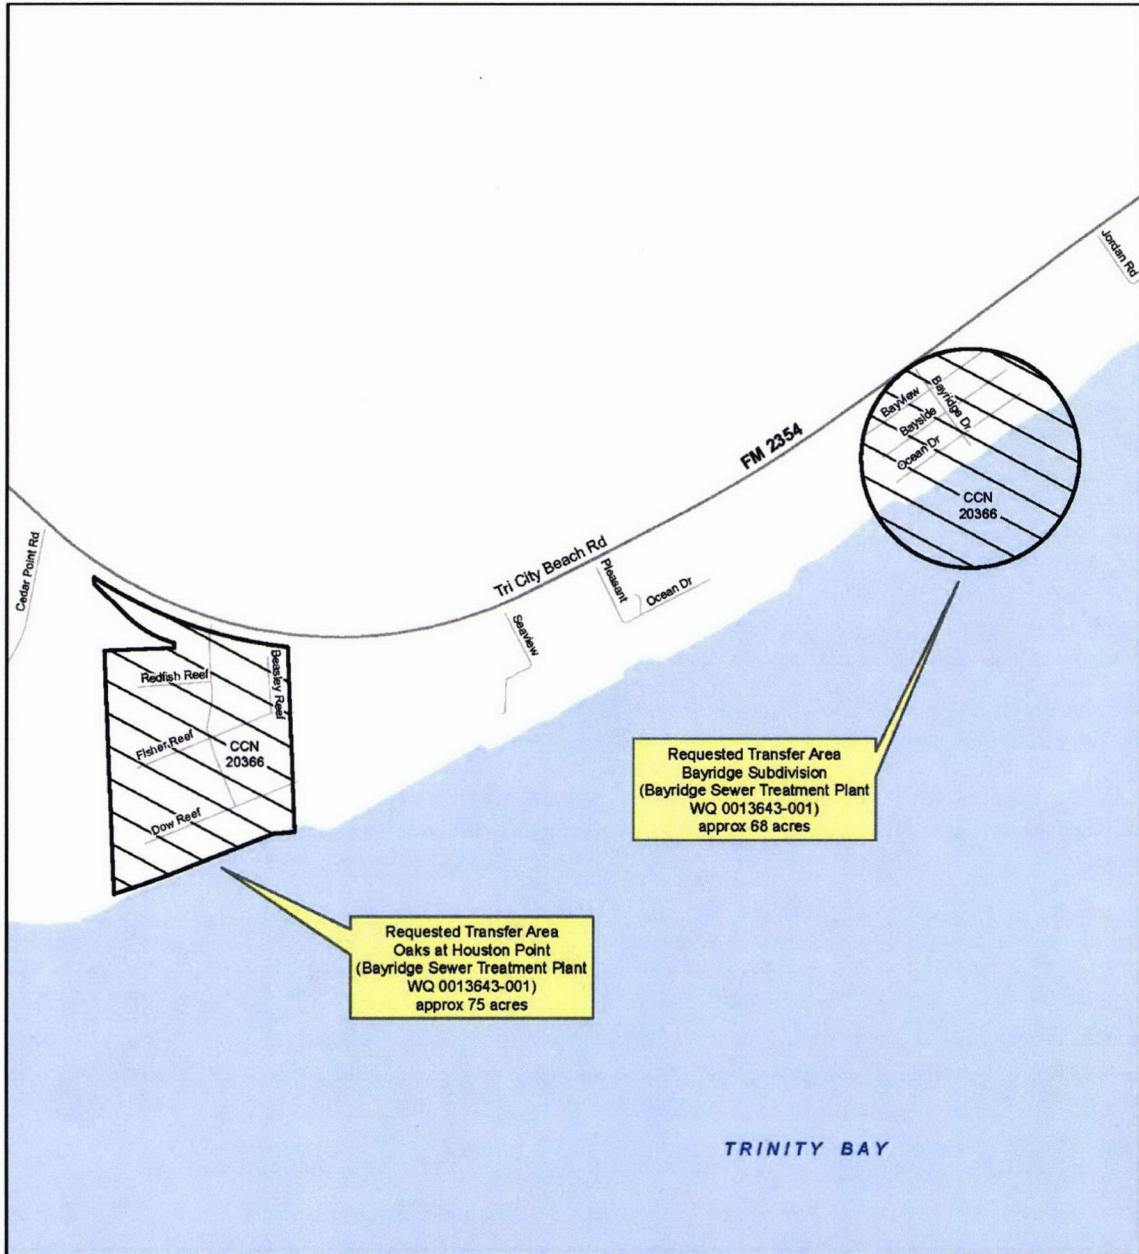 Jordan Rd
Bayview
Bayridge Dr
Bayside
Ocean Dr
CCN
20366
FM 2354
Tri City Beach Rd
Pleasant
Ocean Dr
Seaview
Cedar Point Rd
Redfish Reef
Beasley Reef
Fisher Reef
CCN
20366
Dow Reef
Requested Transfer Area
Bayridge Subdivision
(Bayridge Sewer Treatment Plant
WQ 0013643-001)
approx 68 acres
Requested Transfer Area
Oaks at Houston Point
(Bayridge Sewer Treatment Plant
WQ 0013643-001)
approx 75 acres
TRINITY BAY